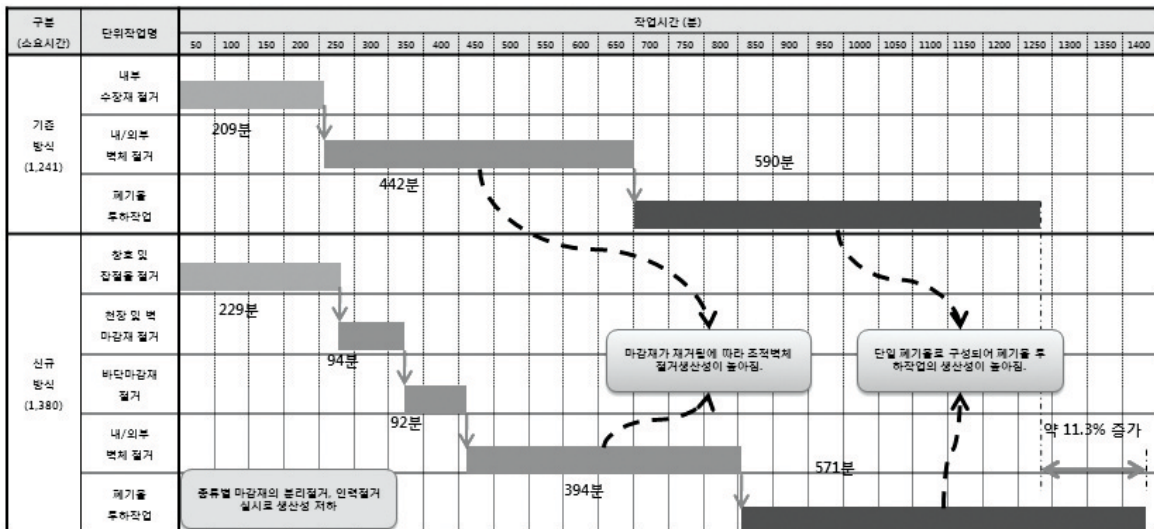 구분
(소요시간)
단위작업명
작업시간 (분)
50 100 150 200 250 300 350 400 450 500 550 600 650 700 750 800 850 900 950 1000 1050 1100 1150 1200 1250 1300 1350 1400
기존
방식
(1,241)
내부
수장재 철거
209분
내/외부
벽체 철거
442분
폐기물
투하작업
590분
신규
방식
(1,380)
창호 및
잡철물 철거
229분
천장 및 벽
마감재 철거
94분
마감재가 제거됨에 따라 조적벽체
철거생산성이 높아짐.
단일 폐기물로 구성되어 폐기물 투
하작업의 생산성이 높아짐.
바닥마감재
철거
92분
내/외부
벽체 철거
394분
약 11.3% 증가
폐기물
투하작업
571분
종류별 마감재의 분리철거, 인력철거
실시로 생산성 저하